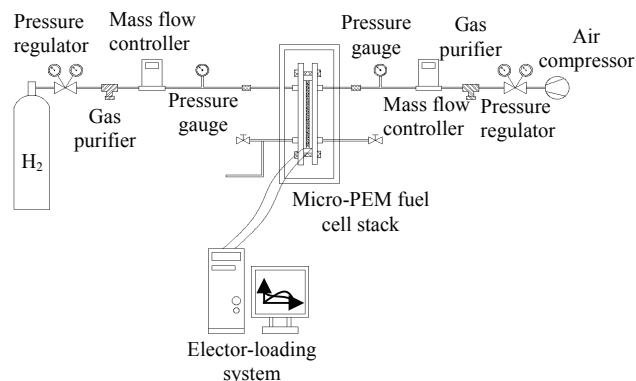 Pressure
regulator
Mass flow
controller
Pressure
gauge
Gas
purifier
Air
compressor
Gas
purifier
Pressure
gauge
Mass flow
controller
Pressure
regulator
H2
Micro-PEM fuel
cell stack
Elector-loading
system